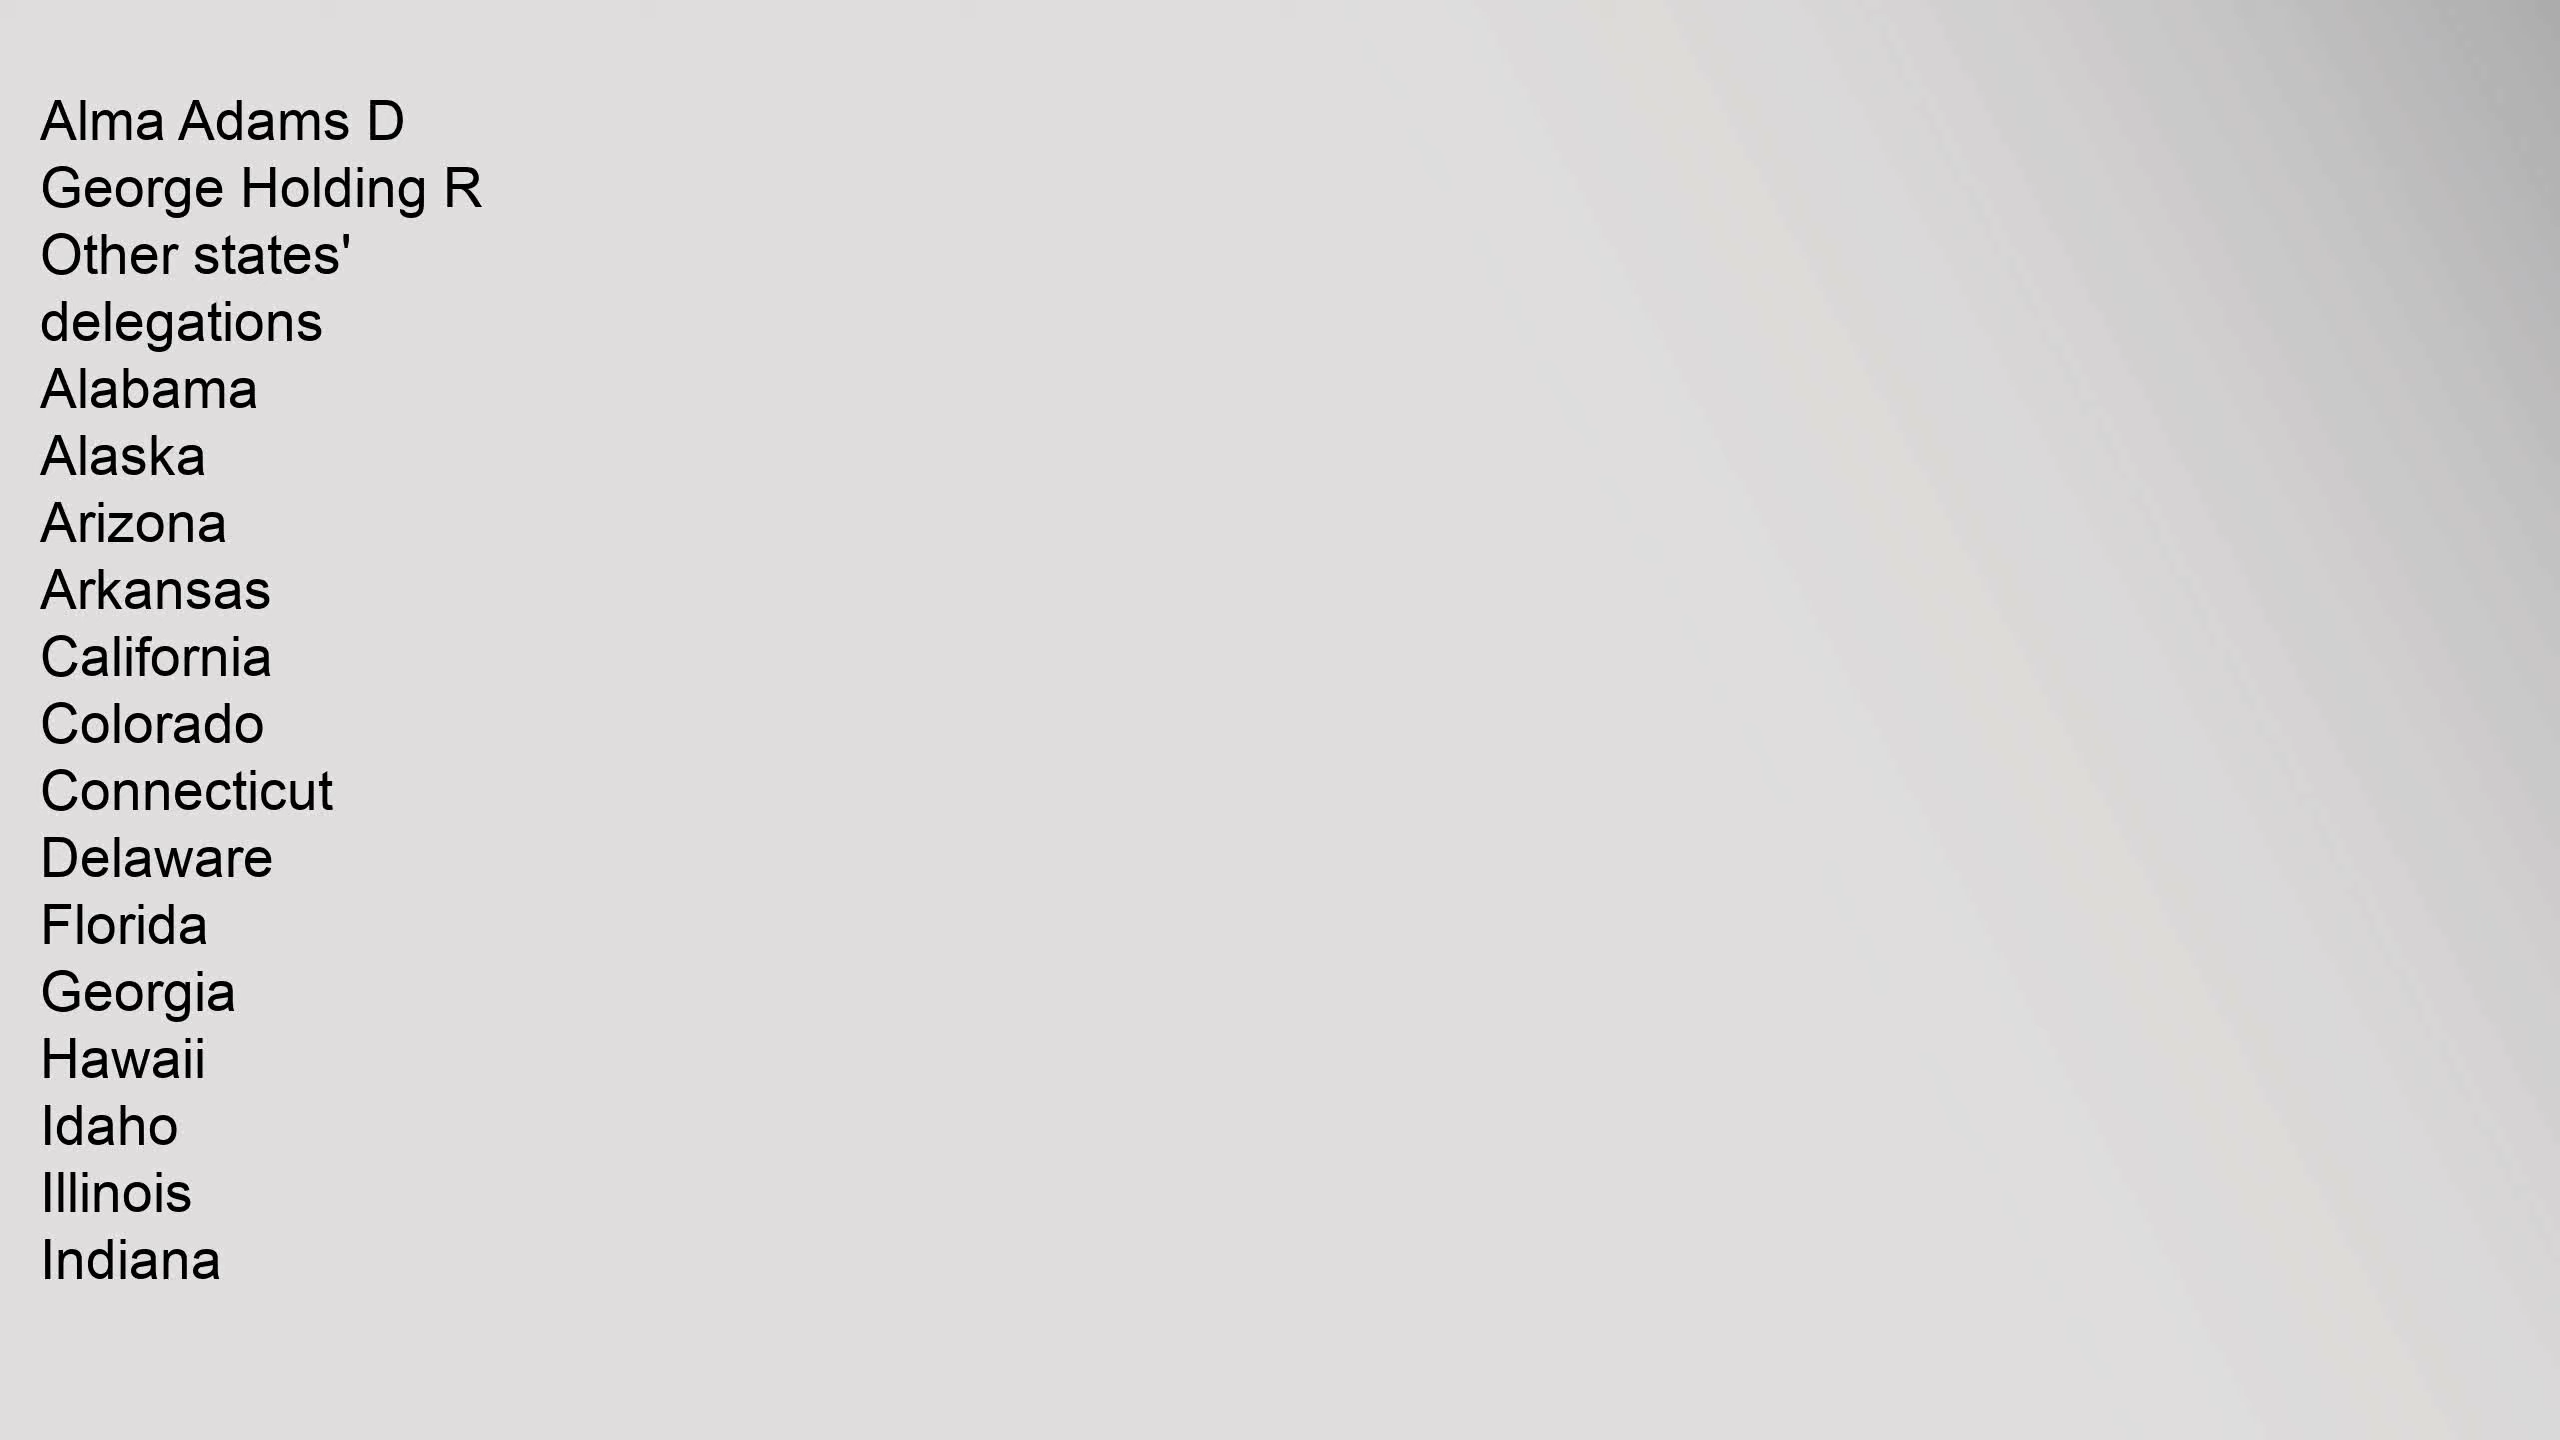 Alma Adams D
George Holding R
Other states'
delegations
Alabama
Alaska
Arizona
Arkansas
California
Colorado
Connecticut
Delaware
Florida
Georgia
Hawaii
Idaho
Illinois
Indiana